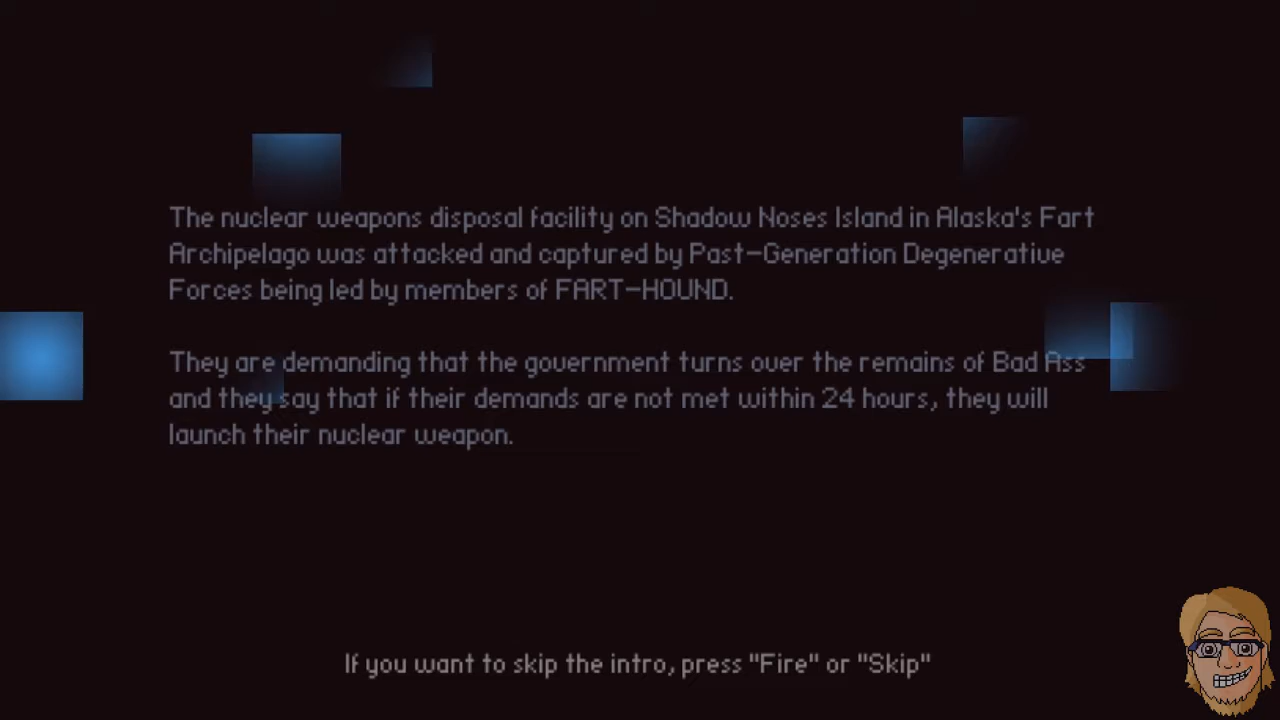 The nuclear weapons disposal facility on Shadow Noses Island in Alaska's Fart
Archipelago was attacked and captured by Past-Generation Degenerative
Forces being led by members of FART-HOUND.
They are demanding that the government turns over the remains of Bad Ass
and they say that if their demands are not met within 24 hours, they will
launch their nuclear weapon.
If you want to skip the intro, press "Fire" or "Skip"